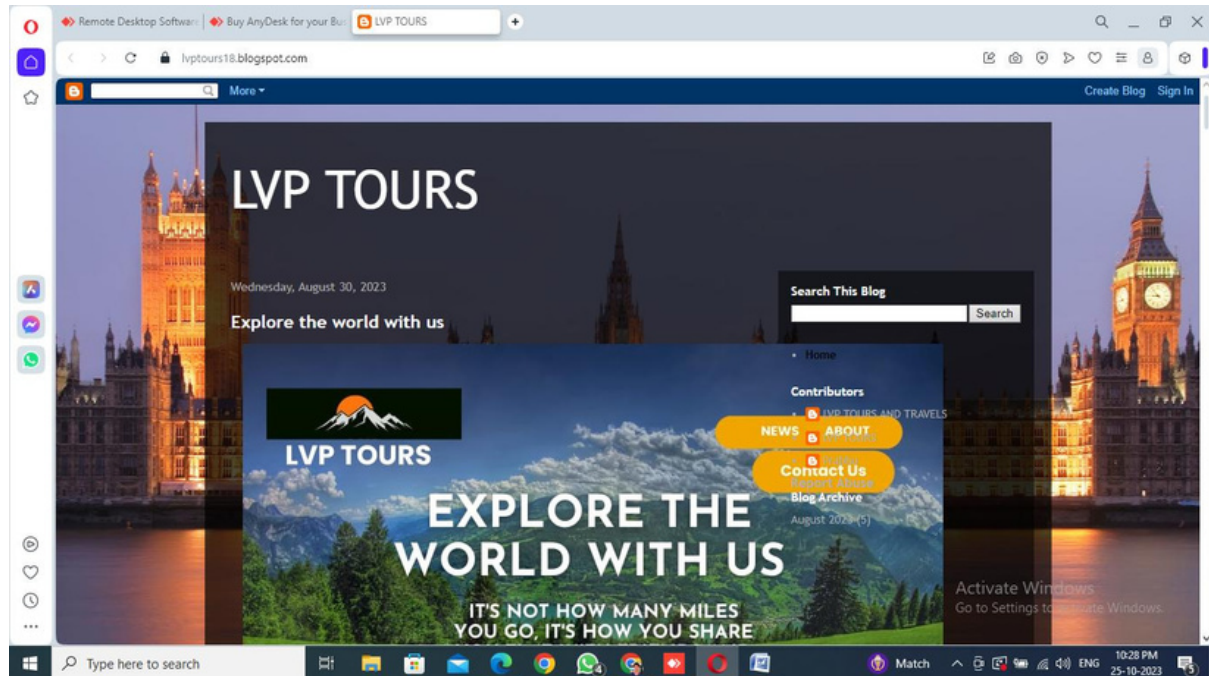 Remote Desktop Software
Buy AnyDesk for your Bu
LVP TOURS
lvptours18.blogspot.com
More
Create Blog Sign In
LVP TOURS
Wednesday, August 30, 2023
Explore the world with us
Search This Blog
Search
Home
Contributors
LVP TOURS AND TRAVELS
Report Abuse
Blog Archive
August 2023 (5)
LVP TOURS
NEWS ABOUT
Contact Us
EXPLORE THE
WORLD WITH US
IT'S NOT HOW MANY MILES
YOU GO, IT'S HOW YOU SHARE
Activate Windows
Go to Settings to activate Windows.
Type here to search
Match
ENG
10:28 PM
25-10-2023